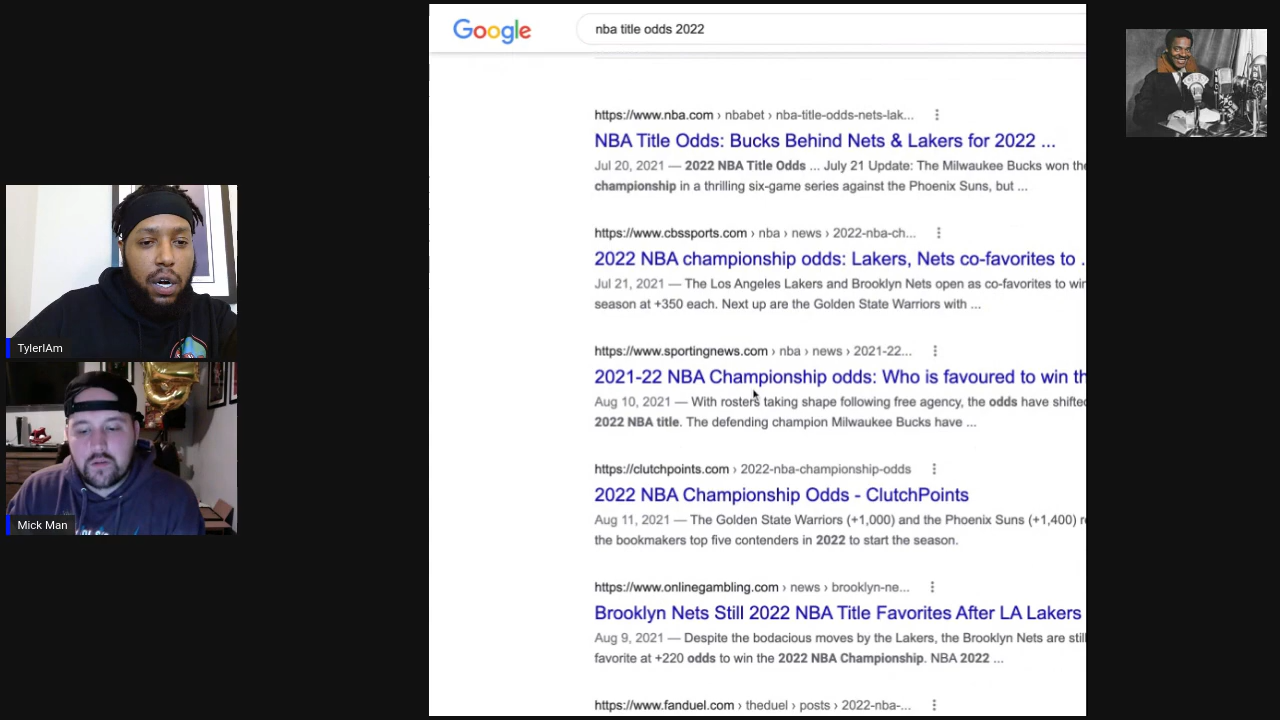 Google
nba title odds 2022
https://www.nba.com › nbabet › nba-title-odds-nets-lak...
NBA Title Odds: Bucks Behind Nets & Lakers for 2022 ...
Jul 20, 2021 — 2022 NBA Title Odds ... July 21 Update: The Milwaukee Bucks won the
championship in a thrilling six-game series against the Phoenix Suns, but ...
https://www.cbssports.com › nba › news › 2022-nba-ch...
2022 NBA championship odds: Lakers, Nets co-favorites to .
Jul 21, 2021 — The Los Angeles Lakers and Brooklyn Nets open as co-favorites to win
season at +350 each. Next up are the Golden State Warriors with ...
https://www.sportingnews.com › nba › news › 2021-22...
2021-22 NBA Championship odds: Who is favoured to win th
Aug 10, 2021 — With rosters taking shape following free agency, the odds have shifted
2022 NBA title. The defending champion Milwaukee Bucks have ...
https://clutchpoints.com › 2022-nba-championship-odds
2022 NBA Championship Odds - ClutchPoints
Aug 11, 2021 — The Golden State Warriors (+1,000) and the Phoenix Suns (+1,400) r
the bookmakers top five contenders in 2022 to start the season.
https://www.onlinegambling.com › news › brooklyn-ne...
Brooklyn Nets Still 2022 NBA Title Favorites After LA Lakers
Aug 9, 2021 — Despite the bodacious moves by the Lakers, the Brooklyn Nets are still
favorite at +220 odds to win the 2022 NBA Championship. NBA 2022 ...
https://www.fanduel.com › theduel › posts › 2022-nba-...
TylerIAm
Mick Man